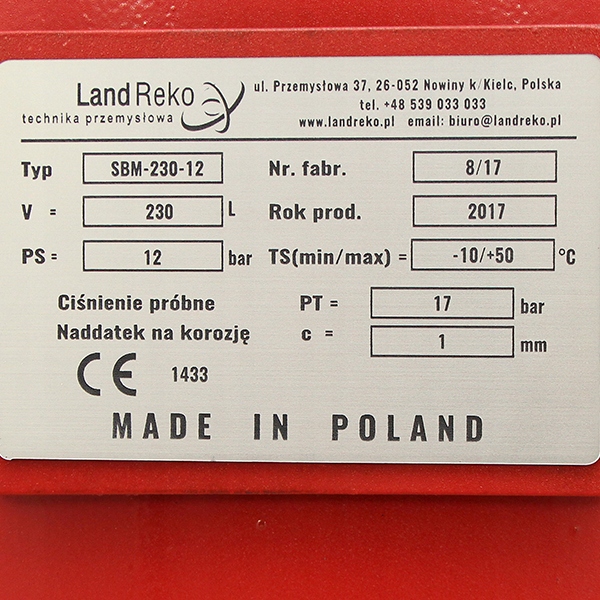 LandReko
technika przemysłowa
ul. Przemysłowa 37, 26-052 Nowiny k/Kielc, Polska
tel. +48 539 033 033
www.landreko.pl email: biuro@landreko.pl
Typ SBM-230-12 Nr. fabr. 8/17
V = 230 L Rok prod. 2017
PS = 12 bar TS(min/max) = -10/+50 °C
Ciśnienie próbne PT = 17 bar
Naddatek na korozję c = 1 mm
CE 1433
MADE IN POLAND